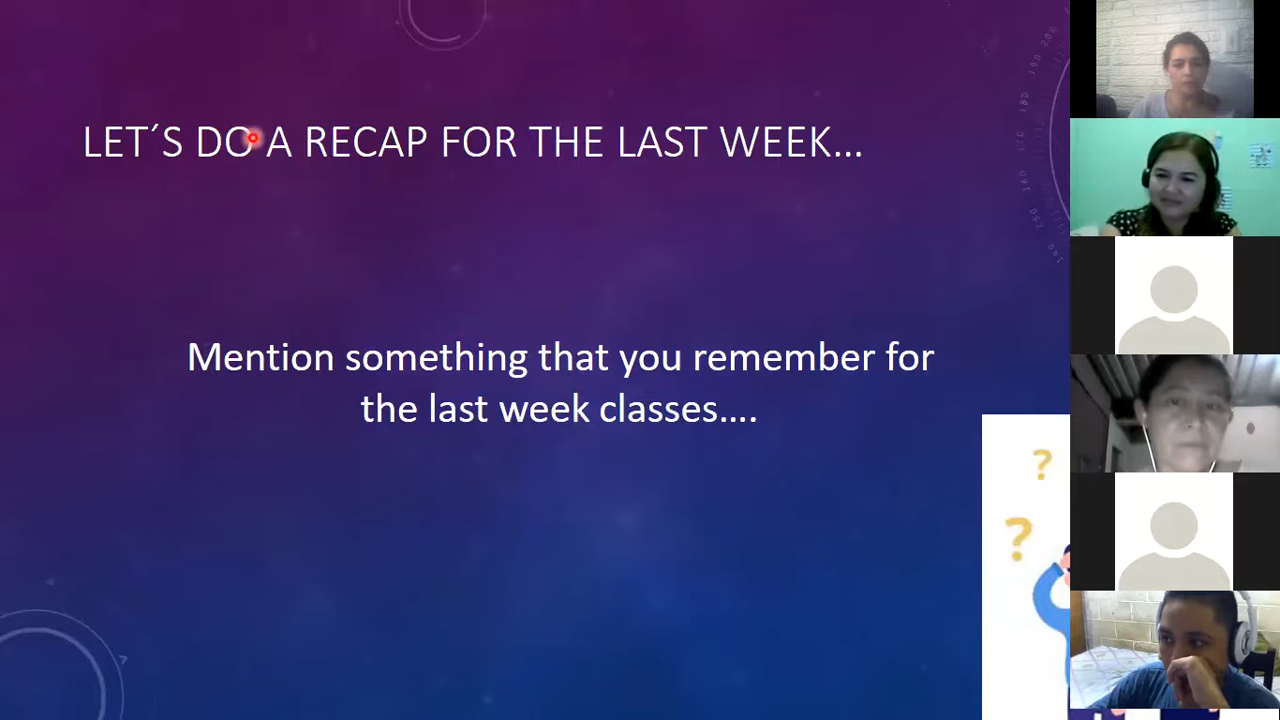 LET´S DO A RECAP FOR THE LAST WEEK...
Mention something that you remember for
the last week classes....
?
?